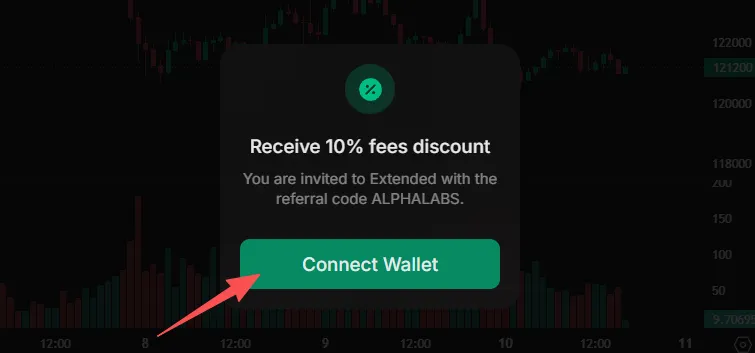 122000
121200
120000
Receive 10% fees discount
You are invited to Extended with the
referral code ALPHALABS.
118000
200
150
Connect Wallet
100
50
9.70695
12:00 8 12:00 9 12:00 10 12:00 11